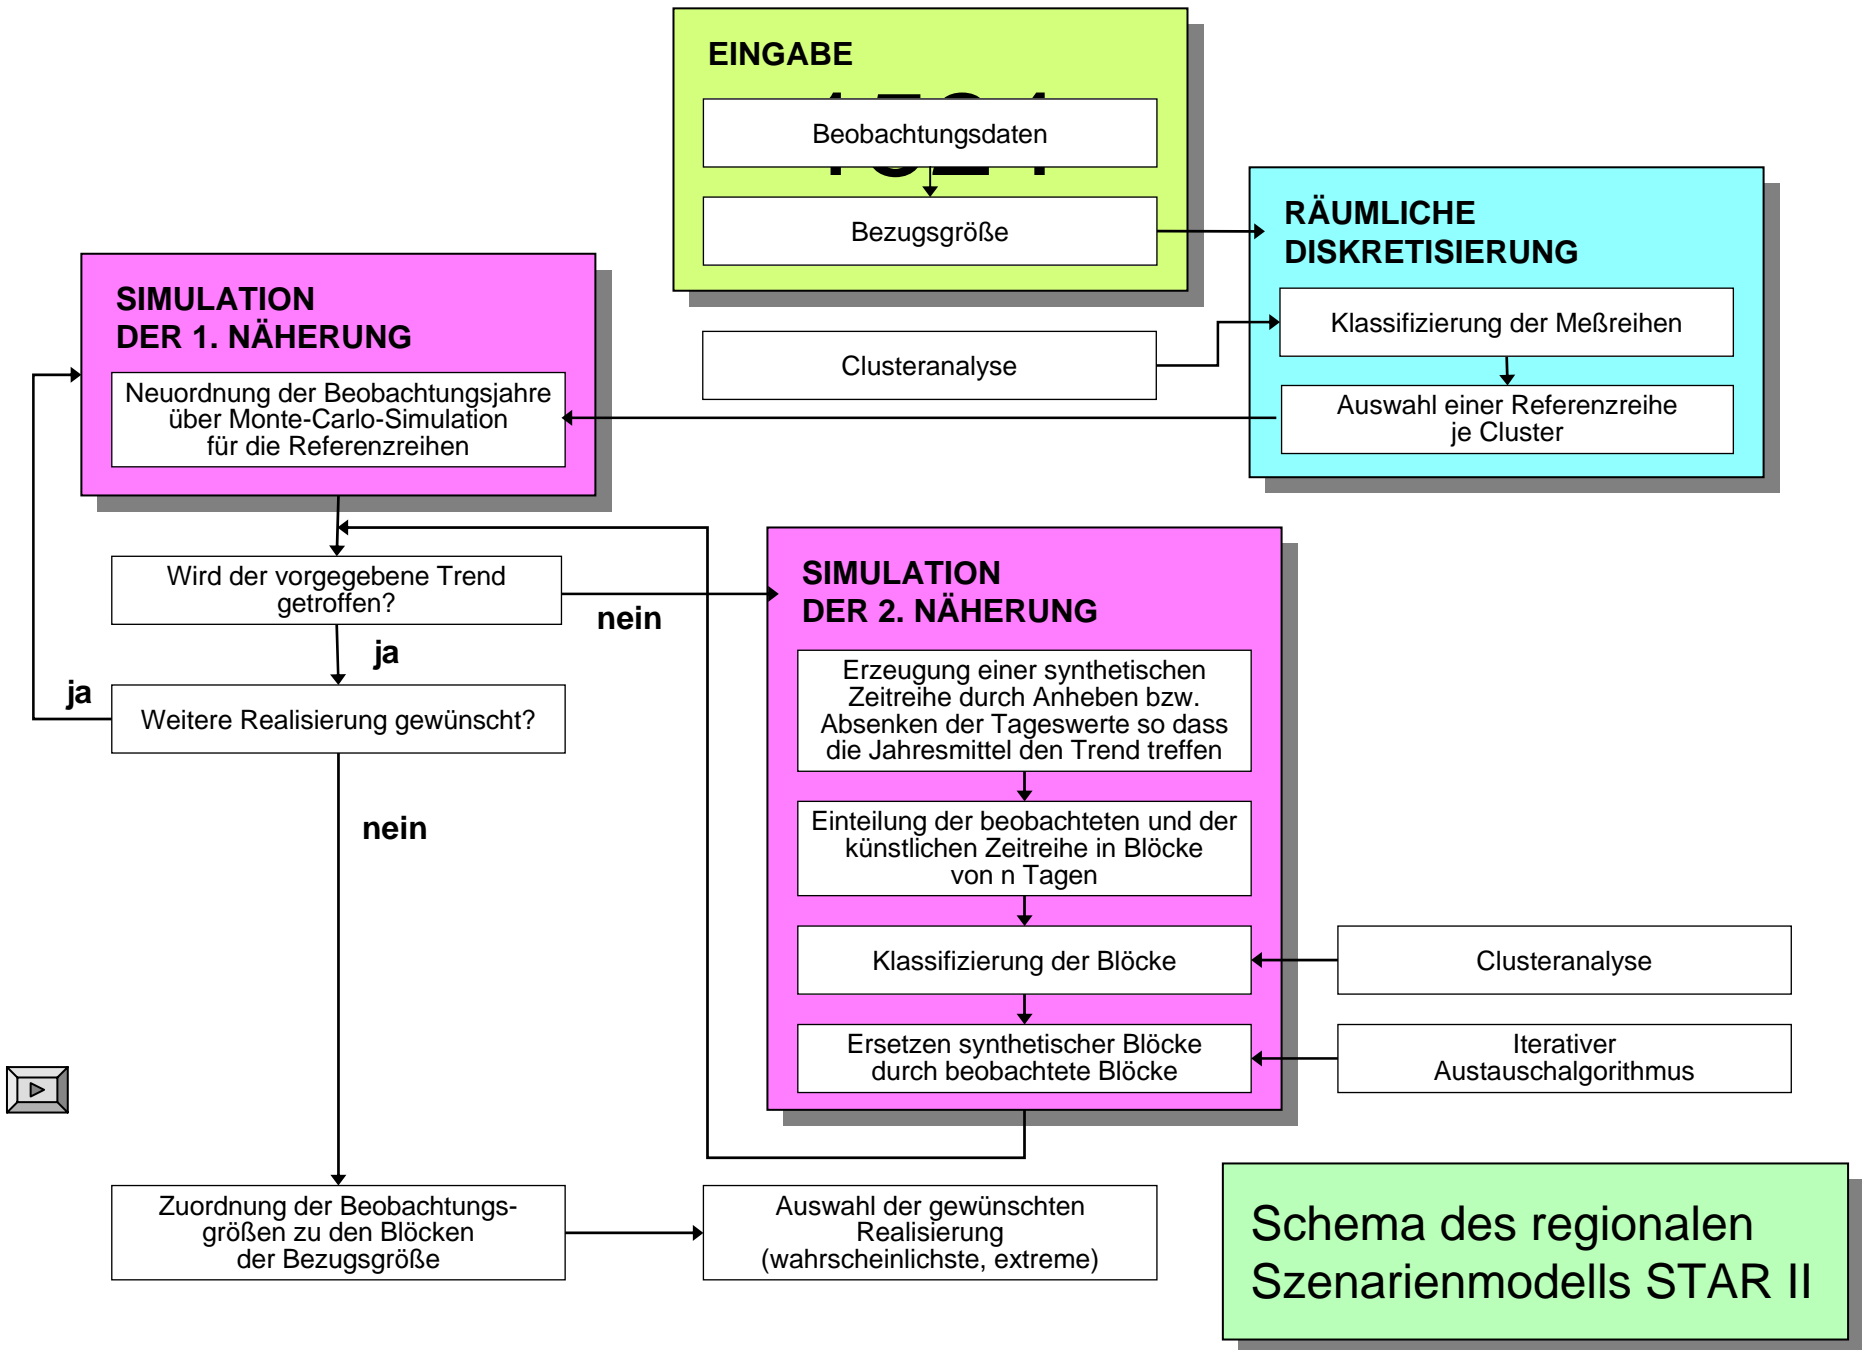 EINGABE
Beobachtungsdaten
Bezugsgröße
RÄUMLICHE
DISKRETISIERUNG
Klassifizierung der Meßreihen
Auswahl einer Referenzreihe
je Cluster
Clusteranalyse
SIMULATION
DER 1. NÄHERUNG
Neuordnung der Beobachtungsjahre
über Monte-Carlo-Simulation
für die Referenzreihen
Wird der vorgegebene Trend
getroffen?
nein
ja
ja
Weitere Realisierung gewünscht?
nein
SIMULATION
DER 2. NÄHERUNG
Erzeugung einer synthetischen
Zeitreihe durch Anheben bzw.
Absenken der Tageswerte so dass
die Jahresmittel den Trend treffen
Einteilung der beobachteten und der
künstlichen Zeitreihe in Blöcke
von n Tagen
Klassifizierung der Blöcke
Clusteranalyse
Ersetzen synthetischer Blöcke
durch beobachtete Blöcke
Iterativer
Austauschalgorithmus
Zuordnung der Beobachtungs-
größen zu den Blöcken
der Bezugsgröße
Auswahl der gewünschten
Realisierung
(wahrscheinlichste, extreme)
Schema des regionalen
Szenarienmodells STAR II